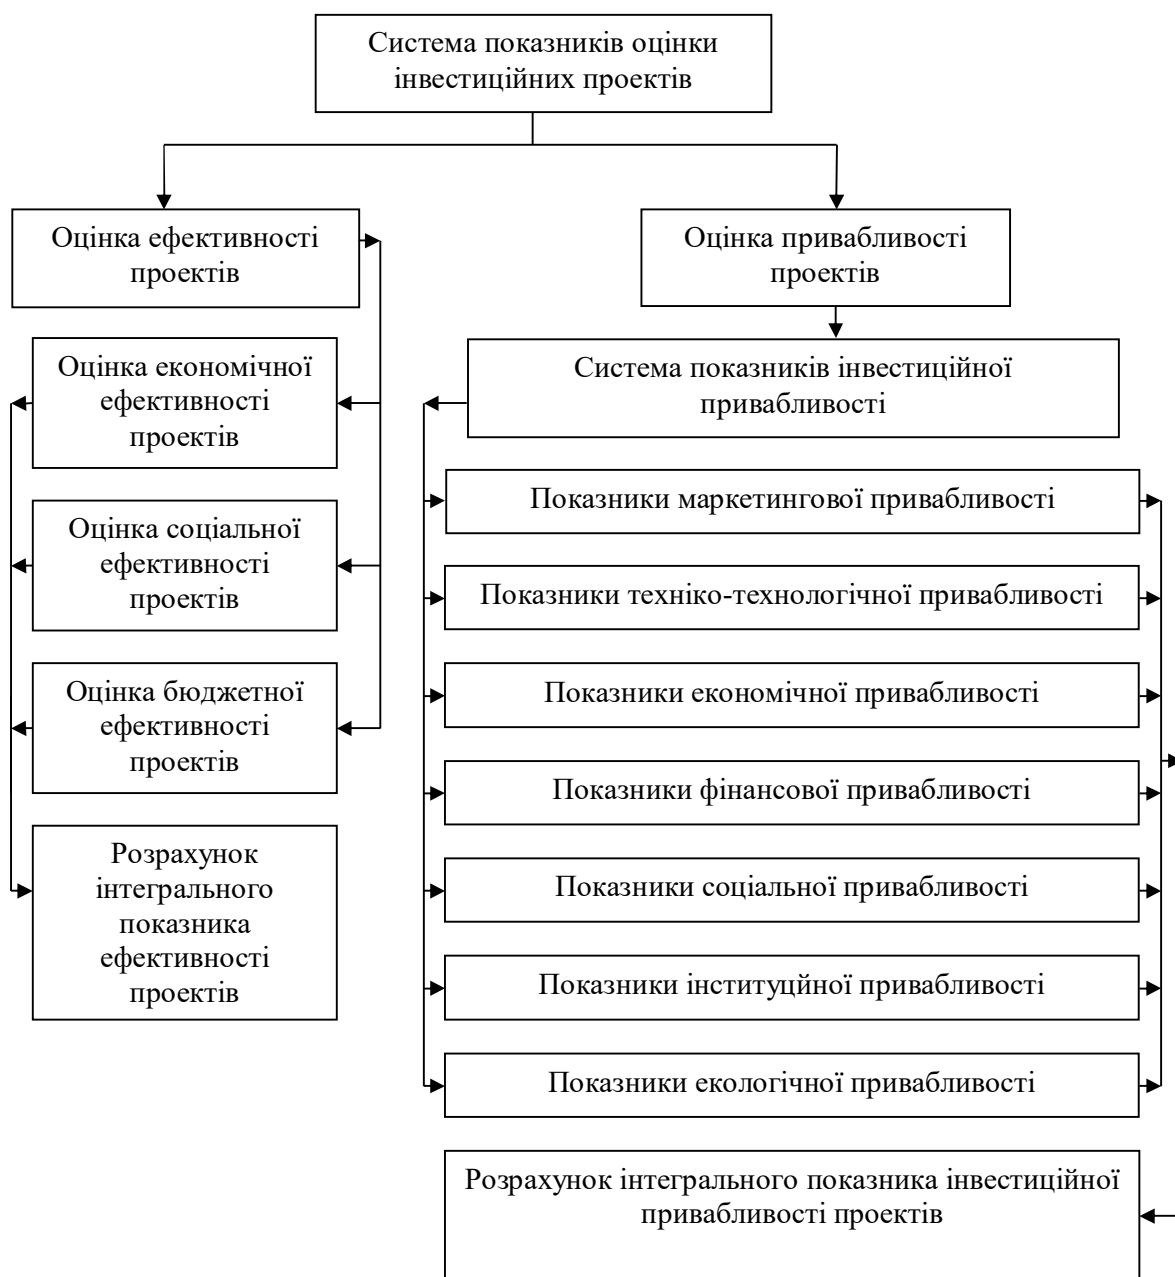 Система показників оцінки
інвестиційних проектів
Оцінка ефективності
проектів
Оцінка привабливості
проектів
Оцінка економічної
ефективності
проектів
Оцінка соціальної
ефективності
проектів
Оцінка бюджетної
ефективності
проектів
Розрахунок
інтегрального
показника
ефективності
проектів
Система показників інвестиційної
привабливості
Показники маркетингової привабливості
Показники техніко-технологічної привабливості
Показники економічної привабливості
Показники фінансової привабливості
Показники соціальної привабливості
Показники інституцйної привабливості
Показники екологічної привабливості
Розрахунок інтегрального показника інвестиційної
привабливості проектів